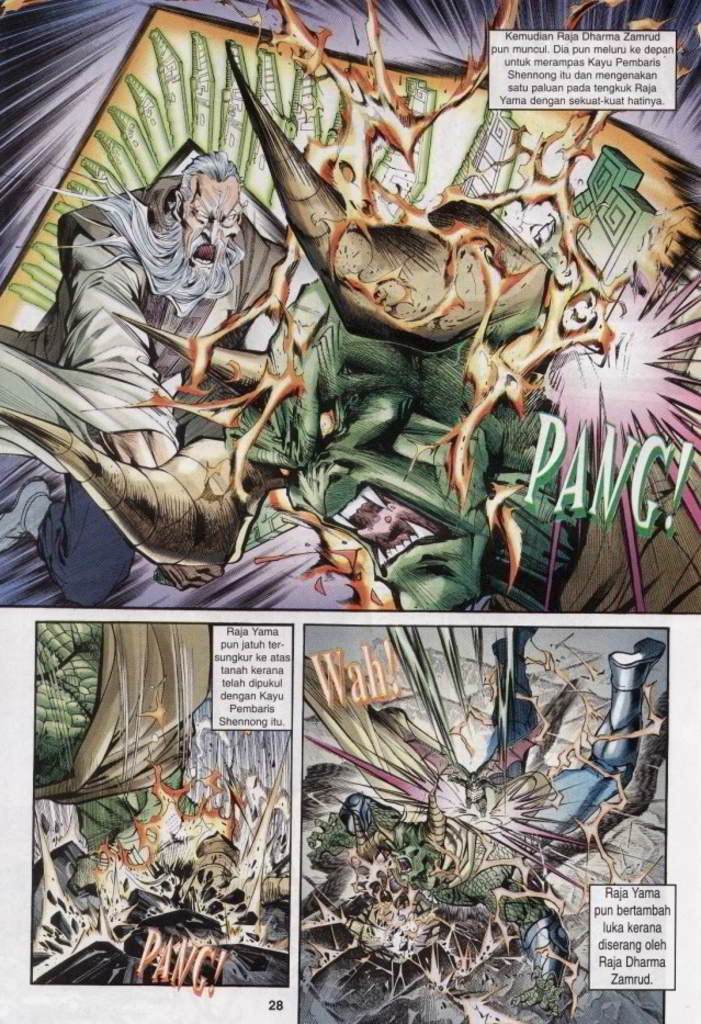 Kemudian Raja Dharma Zamrud
pun muncul. Dia pun meluru ke depan
untuk merampas Kayu Pembaris
Shennong itu dan mengenakan
satu paluan pada tengkuk Raja
Yama dengan sekuat-kuat hatinya.
PANG!
Raja Yama
pun jatuh ter-
sungkur ke atas
tanah kerana
telah dipukul
dengan Kayu
Pembaris
Shennong itu.
PANG!
Wah!
Raja Yama
pun bertambah
luka kerana
diserang oleh
Raja Dharma
Zamrud.
28